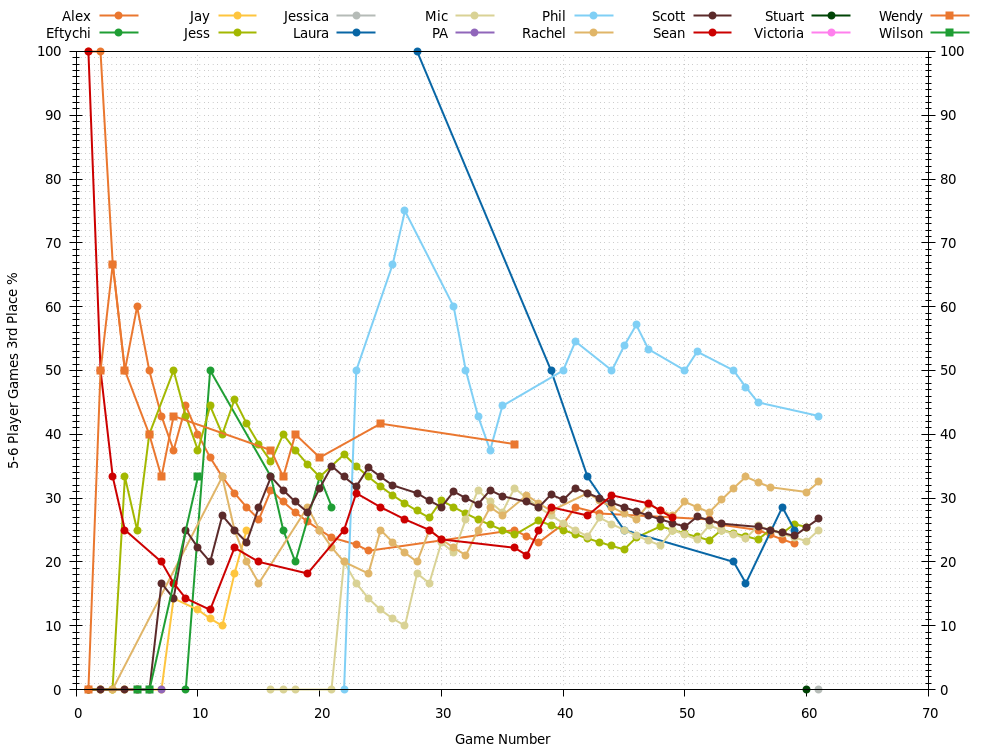 Alex Jay Jessica Mic Phil Scott Stuart Wendy
Eftychi Jess Laura PA Rachel Sean Victoria Wilson
100 100
90 90
80 80
70 70
60 60
50 50
40 40
30 30
20 20
10 10
0 0
5-6 Player Games 3rd Place %
0 10 20 30 40 50 60 70
Game Number